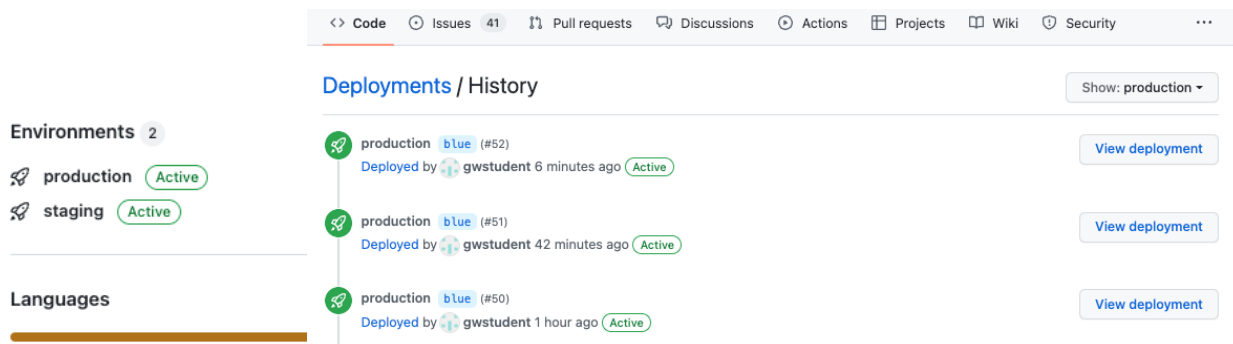 Environments 2
production Active
staging Active
Languages
Code Issues 41 Pull requests Discussions Actions Projects Wiki Security ...
Deployments / History Show: production
production blue (#52) View deployment
Deployed by gwstudent 6 minutes ago Active
production blue (#51) View deployment
Deployed by gwstudent 42 minutes ago Active
production blue (#50) View deployment
Deployed by gwstudent 1 hour ago Active